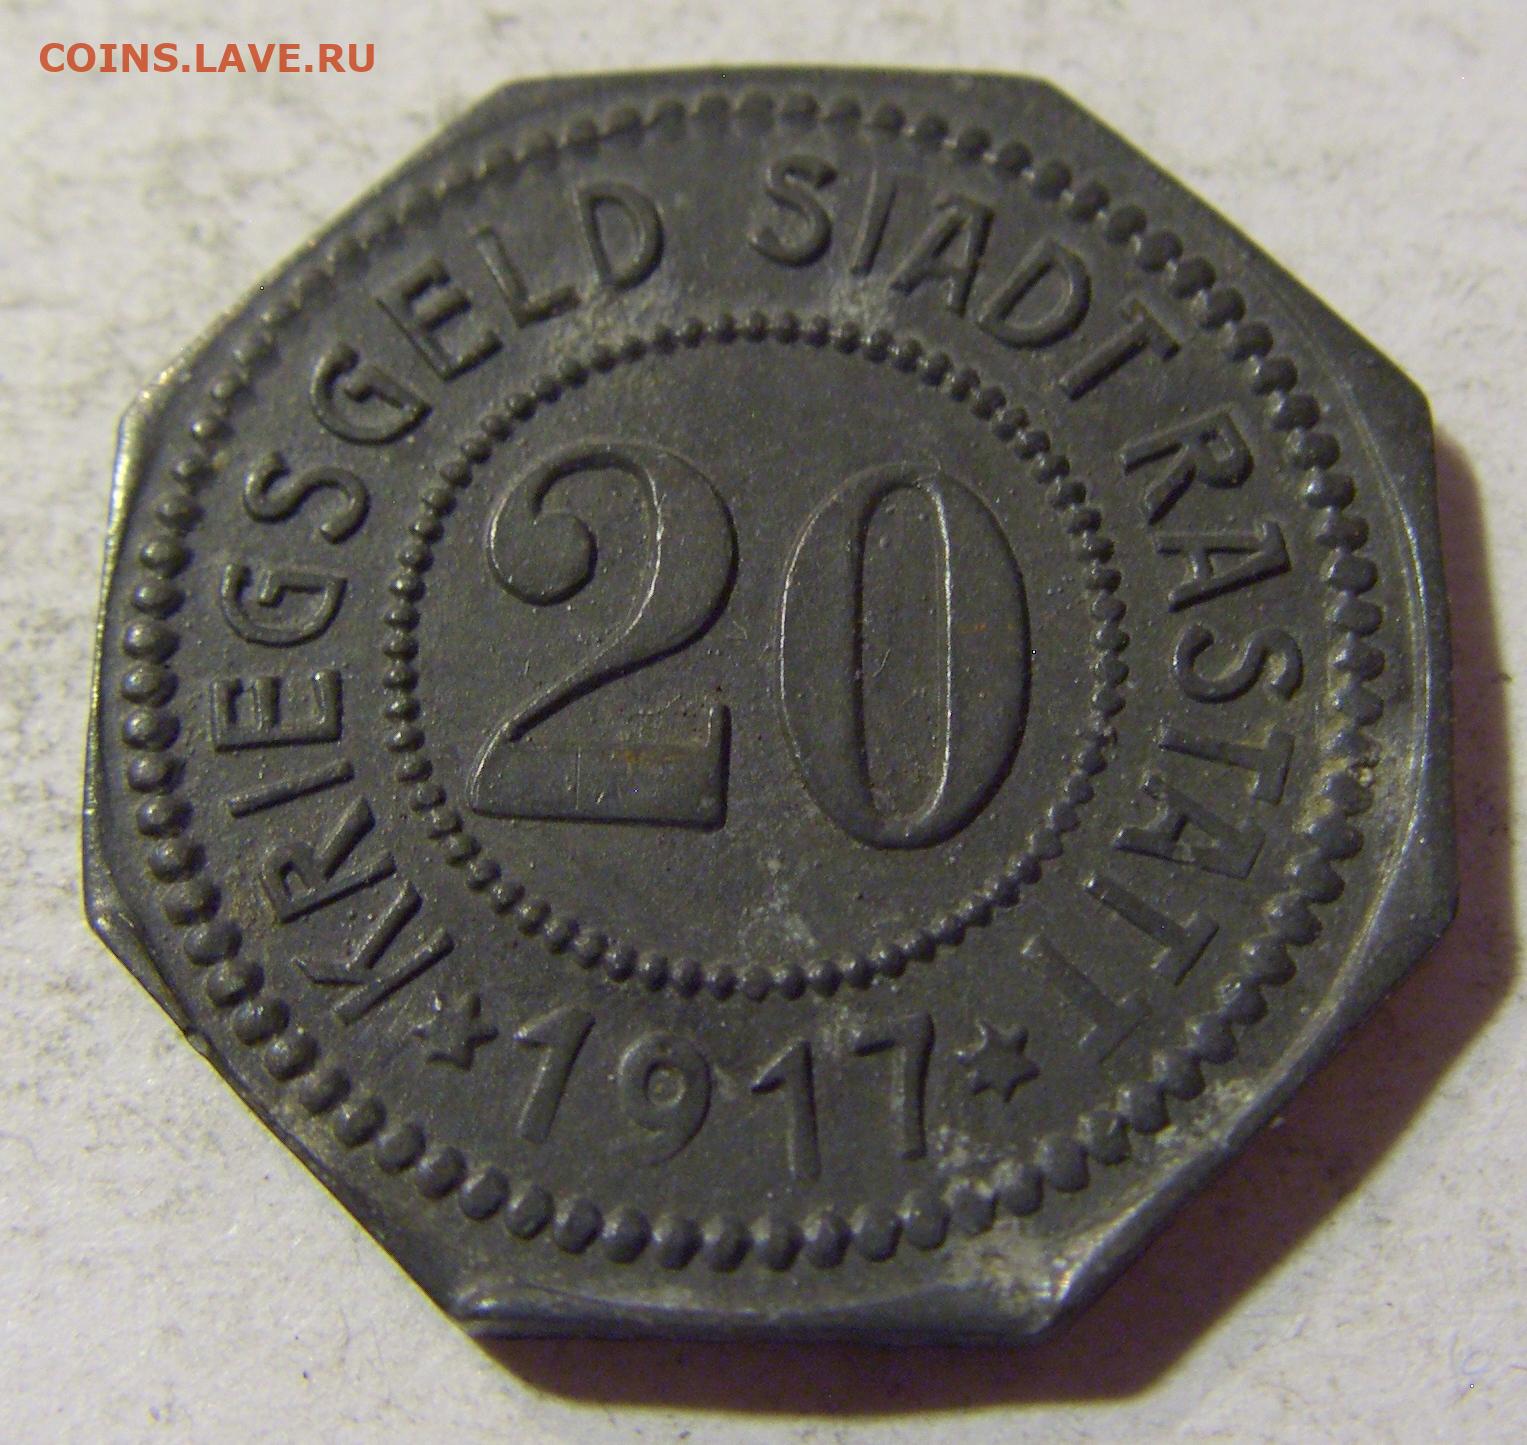 COINS.LAVE.RU
KRIEGSGELD STADT RASTATT
20
★ 1917 ★